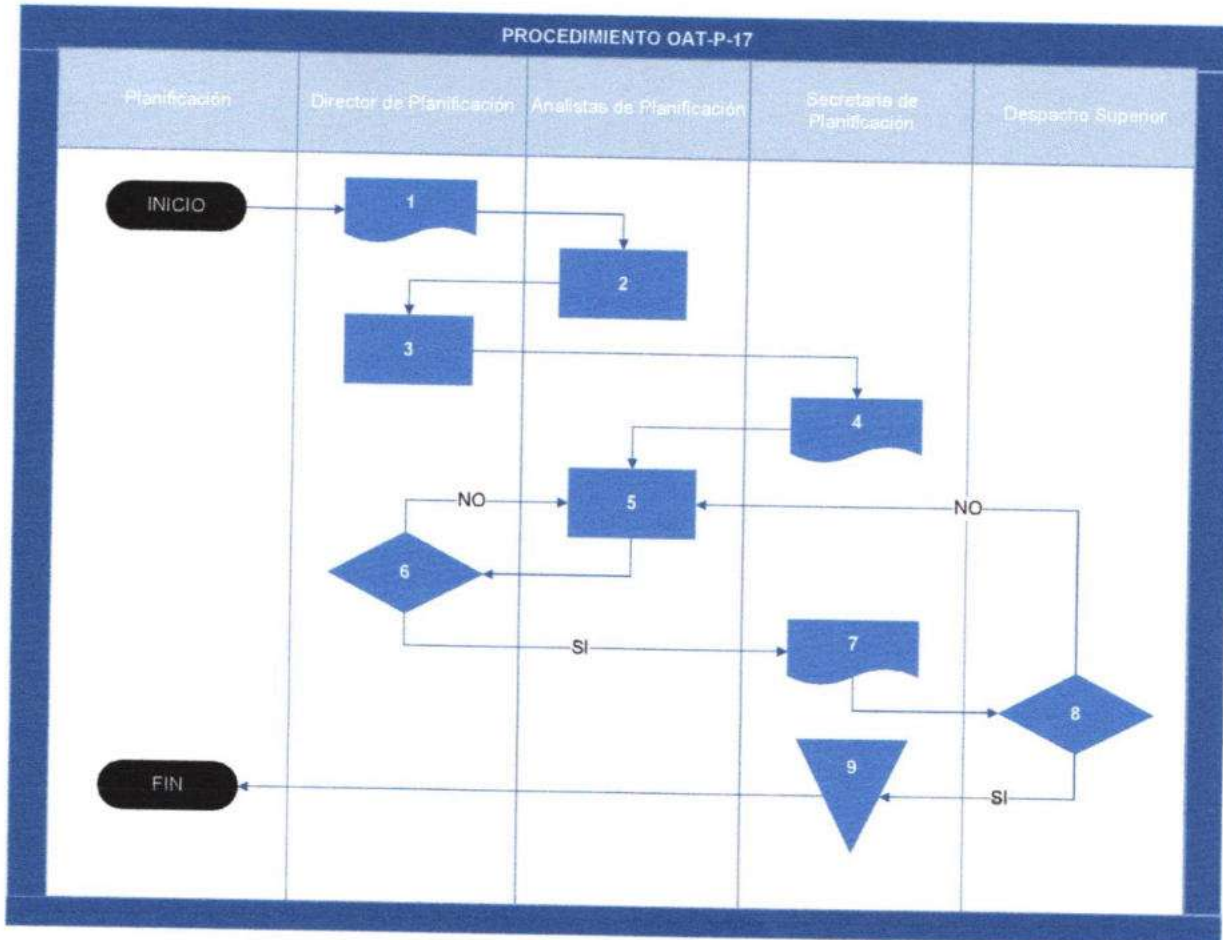 PROCEDIMIENTO OAT-P-17
Planificación
Director de Planificación
Analistas de Planificación
Secretaria de
Planificación
Despacho Superior
INICIO
1
2
3
4
NO
5
NO
6
SI
7
8
9
FIN
SI